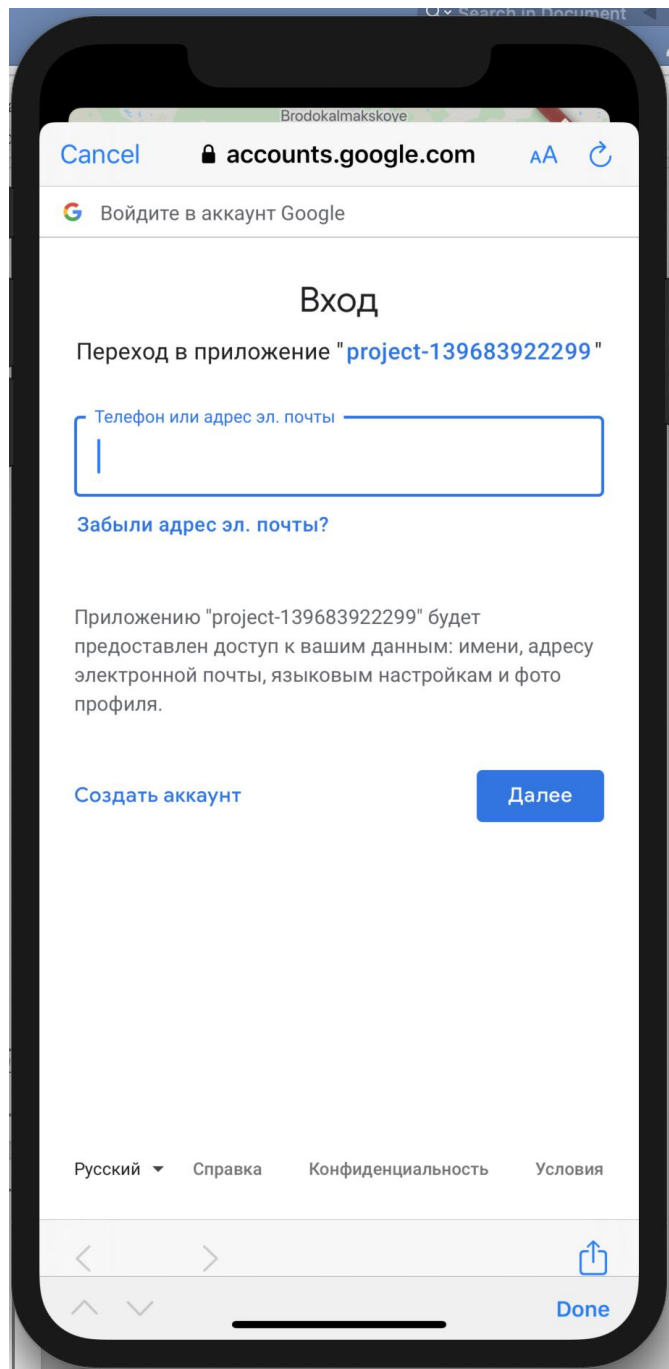 Search in Document
Brodokalmakskoye
Cancel accounts.google.com AA
G Войдите в аккаунт Google
Вход
Переход в приложение "project-139683922299"
Телефон или адрес эл. почты
Забыли адрес эл. почты?
Приложению "project-139683922299" будет
предоставлен доступ к вашим данным: имени, адресу
электронной почты, языковым настройкам и фото
профиля.
Создать аккаунт Далее
Русский Справка Конфиденциальность Условия
Done